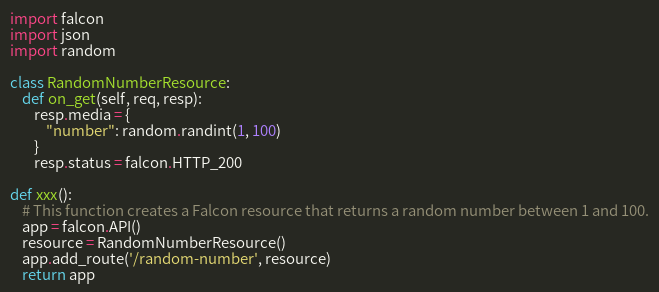 import falcon
import json
import random

class RandomNumberResource:
    def on_get(self, req, resp):
        resp.media = {
            "number": random.randint(1, 100)
        }
        resp.status = falcon.HTTP_200

def xxx():
    # This function creates a Falcon resource that returns a random number between 1 and 100.
    app = falcon.API()
    resource = RandomNumberResource()
    app.add_route('/random-number', resource)
    return app